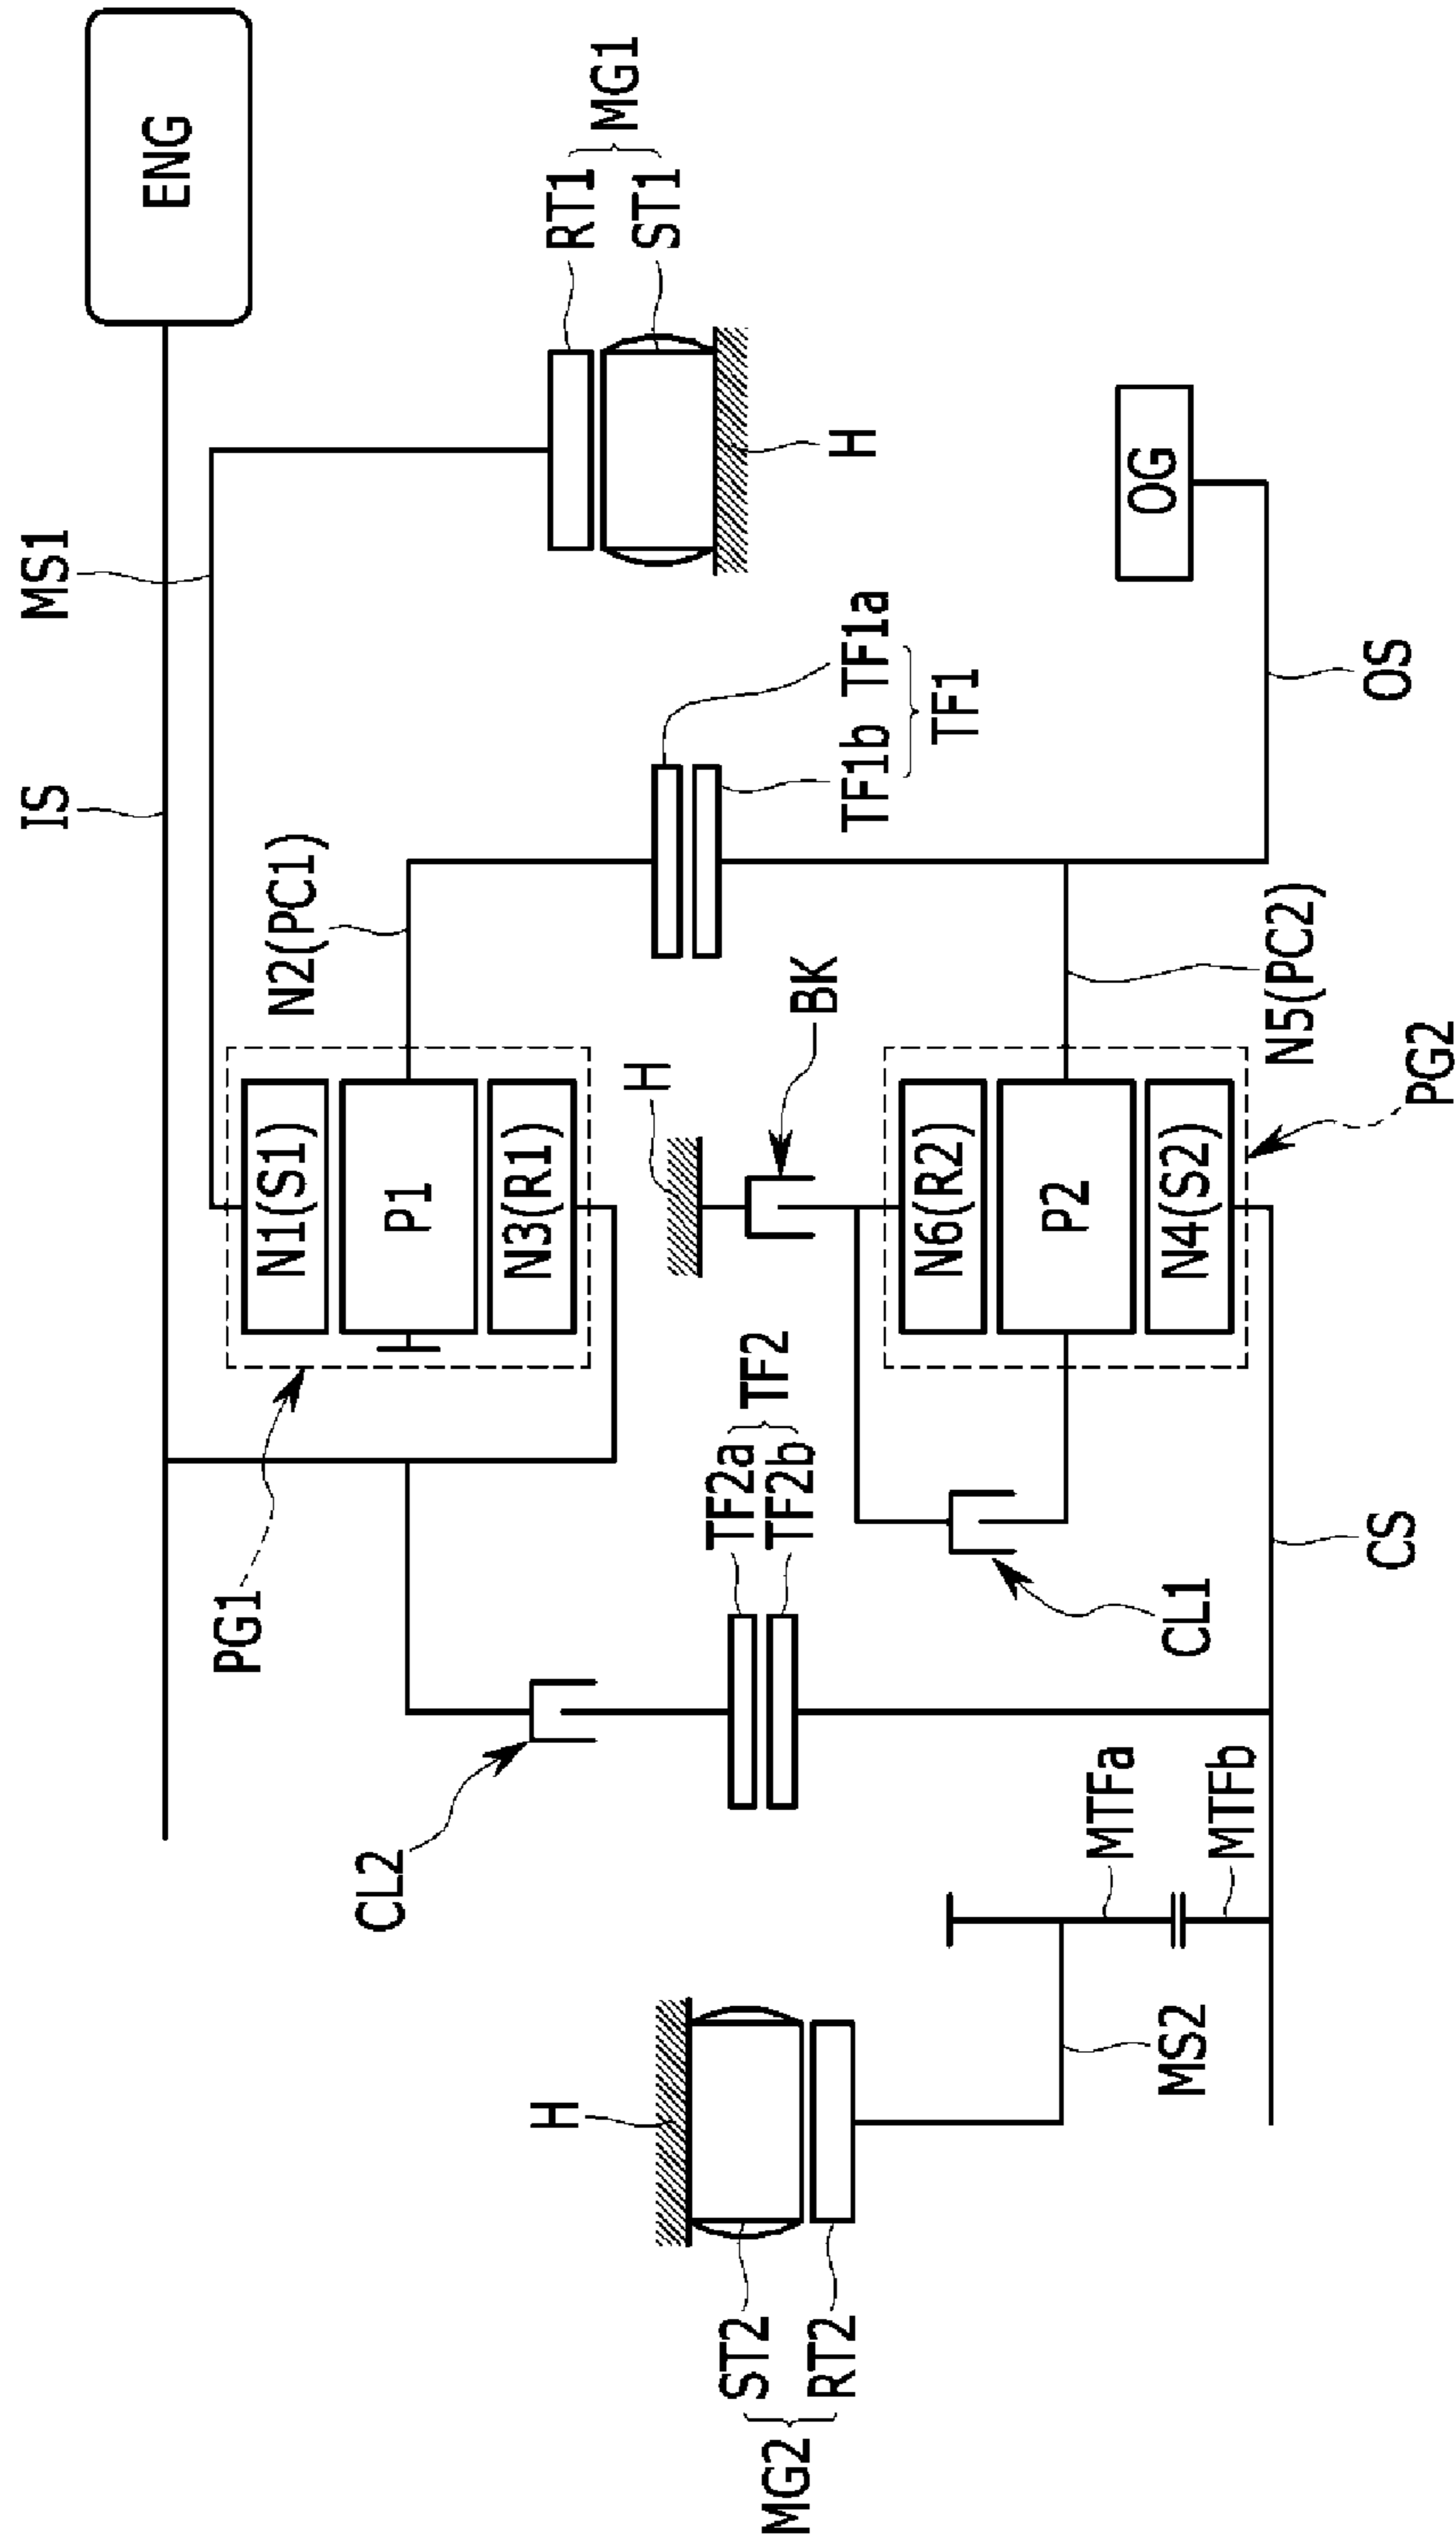 ENG
MG1
RT1
ST1
H
MS1
IS
OG
OS
TF1a
TF1b
TF1
N2(PC1)
BK
H
N5(PC2)
PG2
N1(S1)
P1
N3(R1)
N6(R2)
P2
N4(S2)
PG1
TF2
TF2a
TF2b
CL1
CS
CL2
MTFa
MTFb
MS2
H
ST2
RT2
MG2